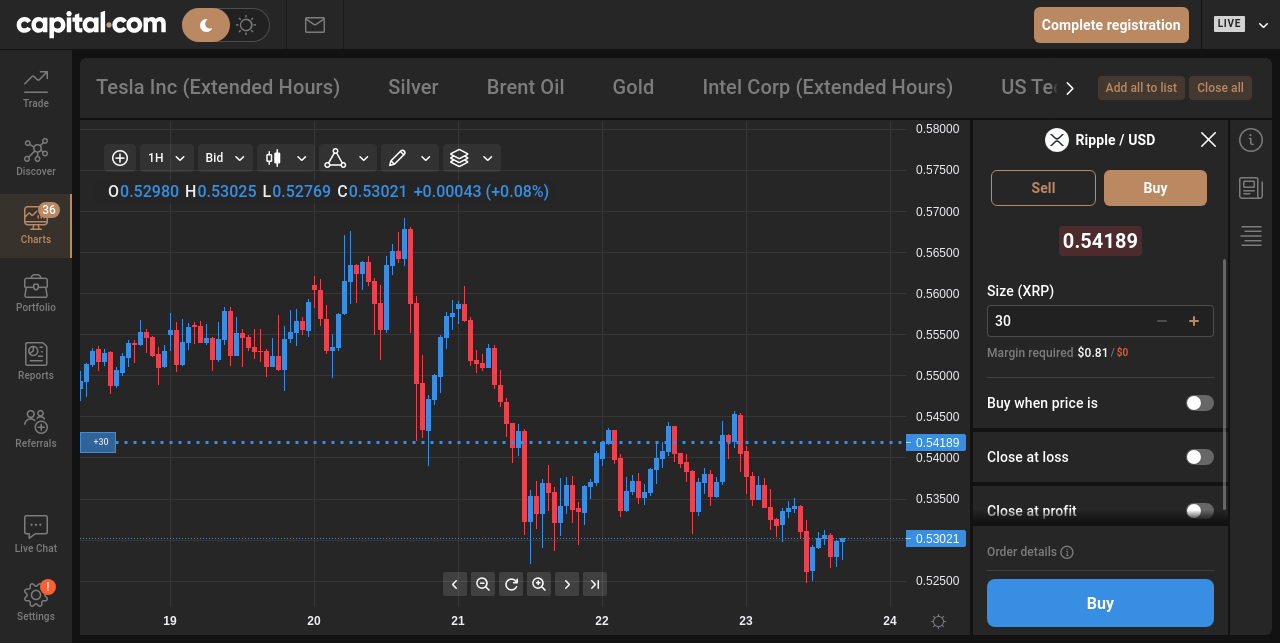 capital.com
Complete registration
LIVE
Trade
Discover
36
Charts
Portfolio
Reports
Referrals
Live Chat
!
Settings
Tesla Inc (Extended Hours) Silver Brent Oil Gold Intel Corp (Extended Hours) US Te
Add all to list Close all
1H Bid
O0.52980 H0.53025 L0.52769 C0.53021 +0.00043 (+0.08%)
0.58000
0.57500
0.57000
0.56500
0.56000
0.55500
0.55000
0.54500
+30
0.54189
0.54000
0.53500
0.53021
0.52500
19 20 21 22 23 24
Ripple / USD
Sell Buy
0.54189
Size (XRP)
30 − +
Margin required $0.81 / $0
Buy when price is
Close at loss
Close at profit
Order details i
Buy